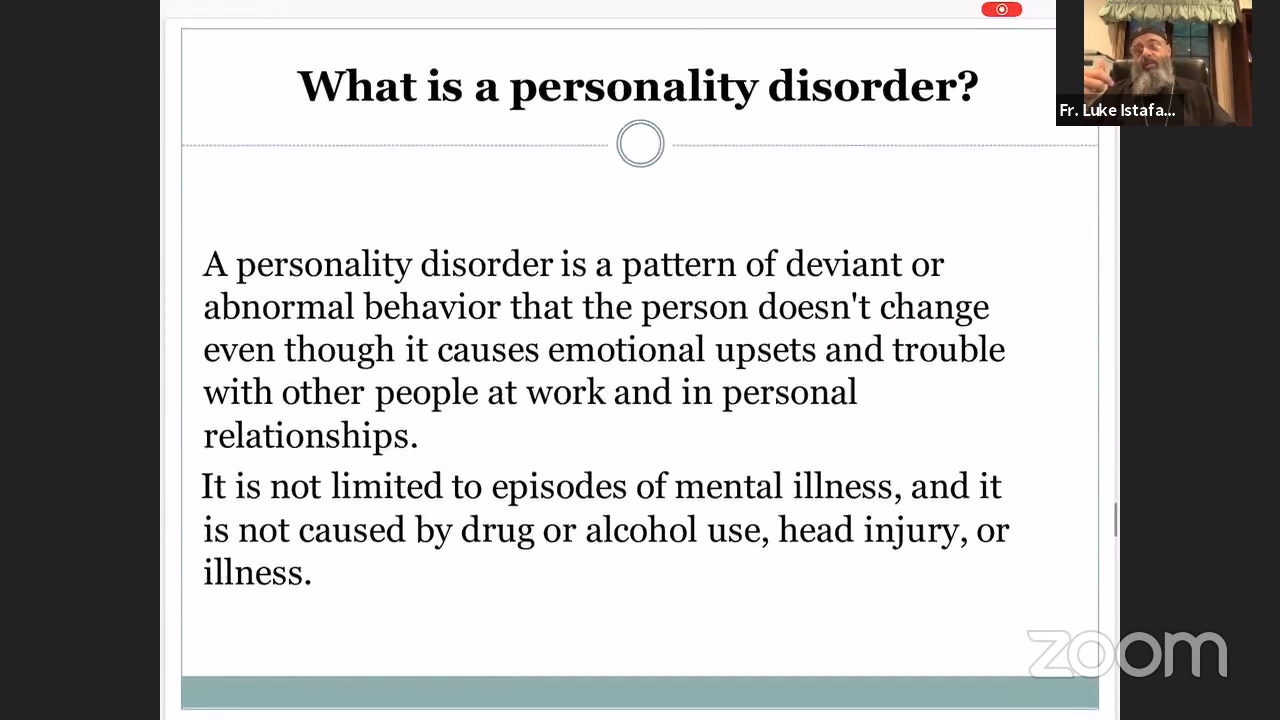 What is a personality disorder?
Fr. Luke Istafa...
A personality disorder is a pattern of deviant or
abnormal behavior that the person doesn't change
even though it causes emotional upsets and trouble
with other people at work and in personal
relationships.
It is not limited to episodes of mental illness, and it
is not caused by drug or alcohol use, head injury, or
illness.
zoom